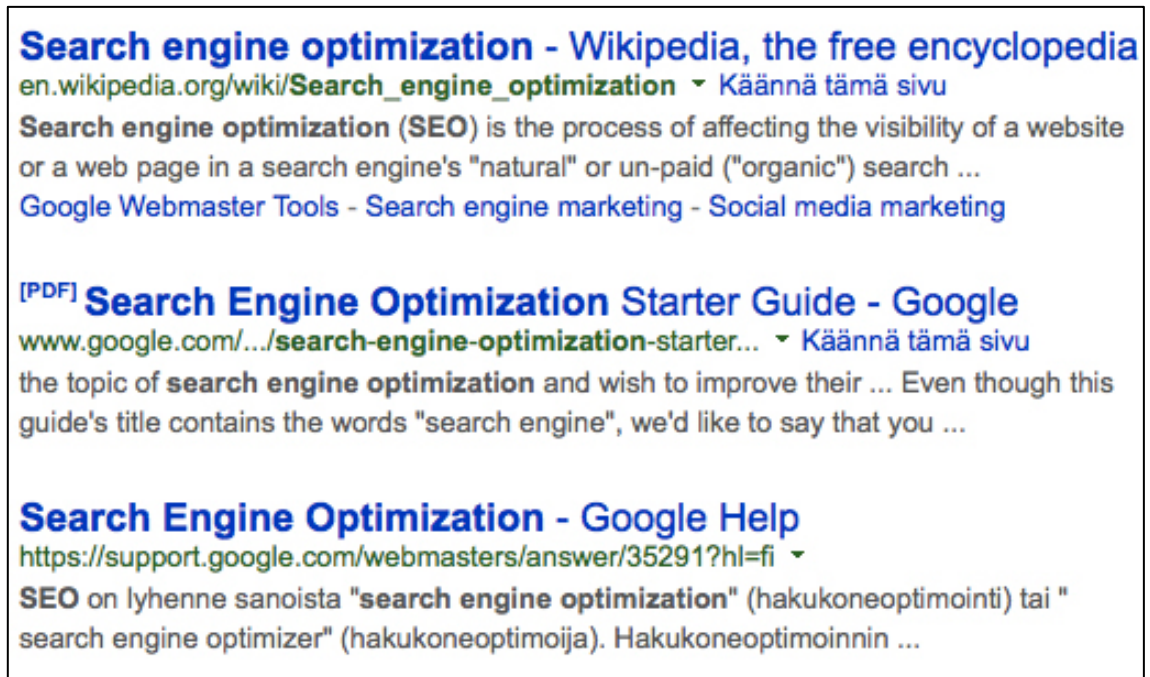 Search engine optimization - Wikipedia, the free encyclopedia
en.wikipedia.org/wiki/Search_engine_optimization Käännä tämä sivu
Search engine optimization (SEO) is the process of affecting the visibility of a website
or a web page in a search engine's "natural" or un-paid ("organic") search ...
Google Webmaster Tools - Search engine marketing - Social media marketing
[PDF] Search Engine Optimization Starter Guide - Google
www.google.com/.../search-engine-optimization-starter... Käännä tämä sivu
the topic of search engine optimization and wish to improve their ... Even though this
guide's title contains the words "search engine", we'd like to say that you ...
Search Engine Optimization - Google Help
https://support.google.com/webmasters/answer/35291?hl=fi
SEO on lyhenne sanoista "search engine optimization" (hakukoneoptimointi) tai "
search engine optimizer" (hakukoneoptimoija). Hakukoneoptimoinnin ...